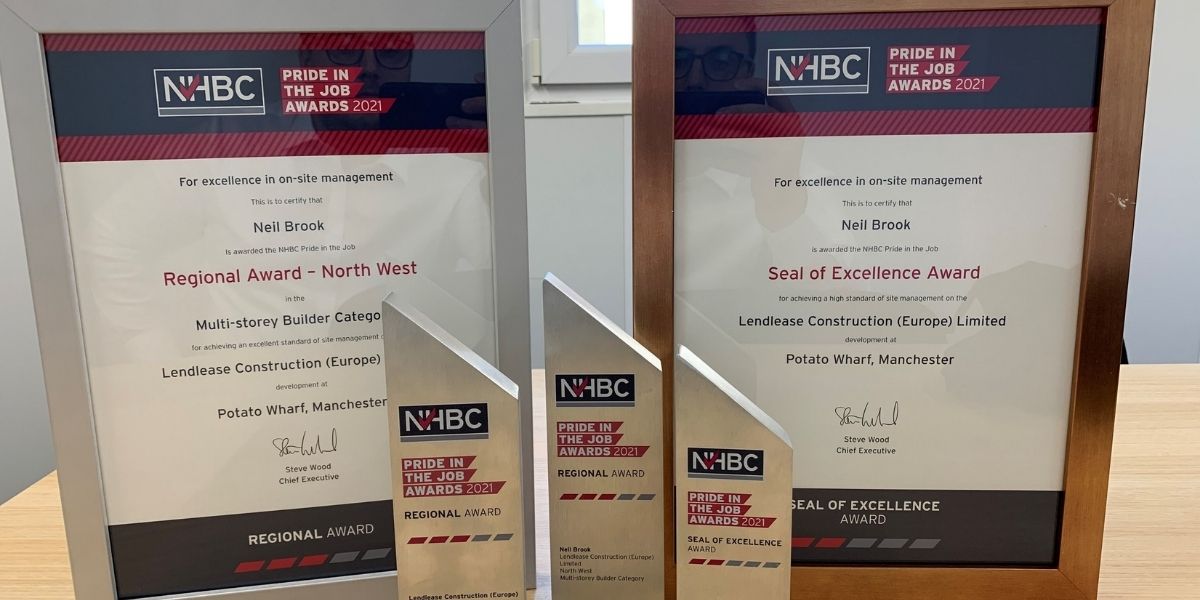 NHBC
PRIDE IN
THE JOB
AWARDS 2021
For excellence in on-site management
This is to certify that
Neil Brook
is awarded the NHBC Pride in the Job
Regional Award – North West
in the
Multi-storey Builder Catego
for achieving an excellent standard of site management
Lendlease Construction (Europe)
development at
Potato Wharf, Manchester
Steve Wood
Chief Executive
REGIONAL AWARD
NHBC
PRIDE IN
THE JOB
AWARDS 2021
For excellence in on-site management
This is to certify that
Neil Brook
is awarded the NHBC Pride in the Job
Seal of Excellence Award
for achieving a high standard of site management on the
Lendlease Construction (Europe) Limited
development at
Potato Wharf, Manchester
Steve Wood
Chief Executive
SEAL OF EXCELLENCE
AWARD
NHBC
PRIDE IN
THE JOB
AWARDS 2021
REGIONAL AWARD
Lendlease Construction (Europe)
NHBC
PRIDE IN
THE JOB
AWARDS 2021
REGIONAL AWARD
Neil Brook
Lendlease Construction (Europe)
Limited
North West
Multi-storey Builder Category
NHBC
PRIDE IN
THE JOB
AWARDS 2021
SEAL OF EXCELLENCE
AWARD